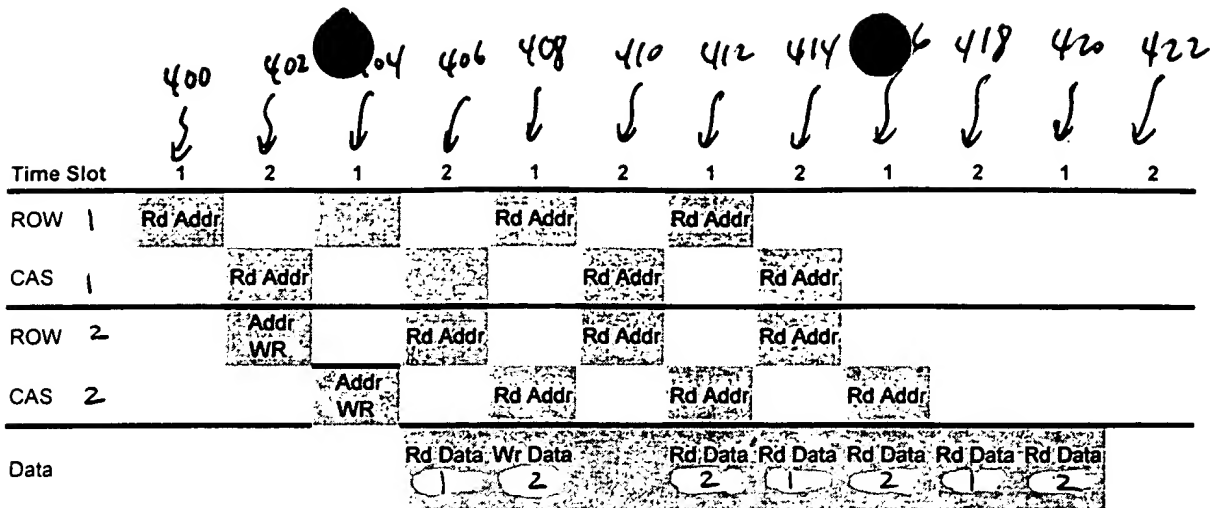 400 402 04 406 408 410 412 414 6 418 420 422
Time Slot 1 2 1 2 1 2 1 2 1 2 1 2
ROW 1 Rd Addr Rd Addr Rd Addr
CAS 1 Rd Addr Rd Addr Rd Addr
ROW 2 Addr WR Rd Addr Rd Addr Rd Addr
CAS 2 Addr WR Rd Addr Rd Addr Rd Addr
Data Rd Data Wr Data Rd Data Rd Data Rd Data Rd Data Rd Data
1 2 2 1 2 1 2